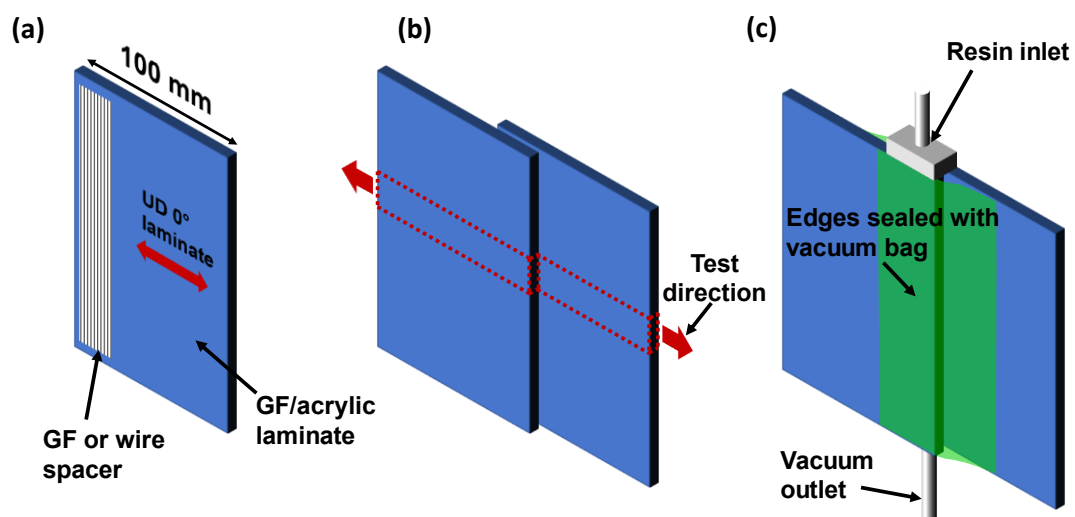 (a)
100 mm
UD 0°
laminate
GF or wire
spacer
GF/acrylic
laminate
(b)
Test
direction
(c)
Resin inlet
Edges sealed with
vacuum bag
Vacuum
outlet